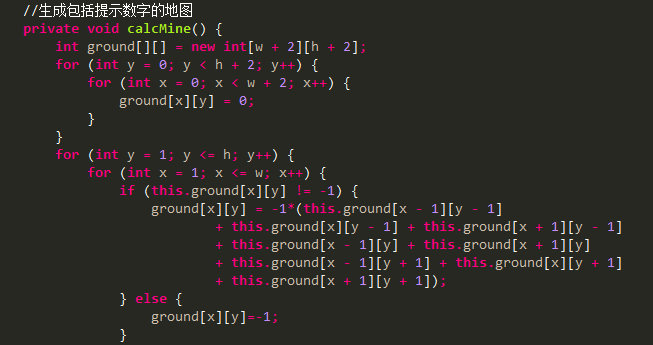 //生成包括提示数字的地图
private void calcMine() {
    int ground[][] = new int[w + 2][h + 2];
    for (int y = 0; y < h + 2; y++) {
        for (int x = 0; x < w + 2; x++) {
            ground[x][y] = 0;
        }
    }
    for (int y = 1; y <= h; y++) {
        for (int x = 1; x <= w; x++) {
            if (this.ground[x][y] != -1) {
                ground[x][y] = -1*(this.ground[x - 1][y - 1]
                        + this.ground[x][y - 1] + this.ground[x + 1][y - 1]
                        + this.ground[x - 1][y] + this.ground[x + 1][y]
                        + this.ground[x - 1][y + 1] + this.ground[x][y + 1]
                        + this.ground[x + 1][y + 1]);
            } else {
                ground[x][y]=-1;
            }